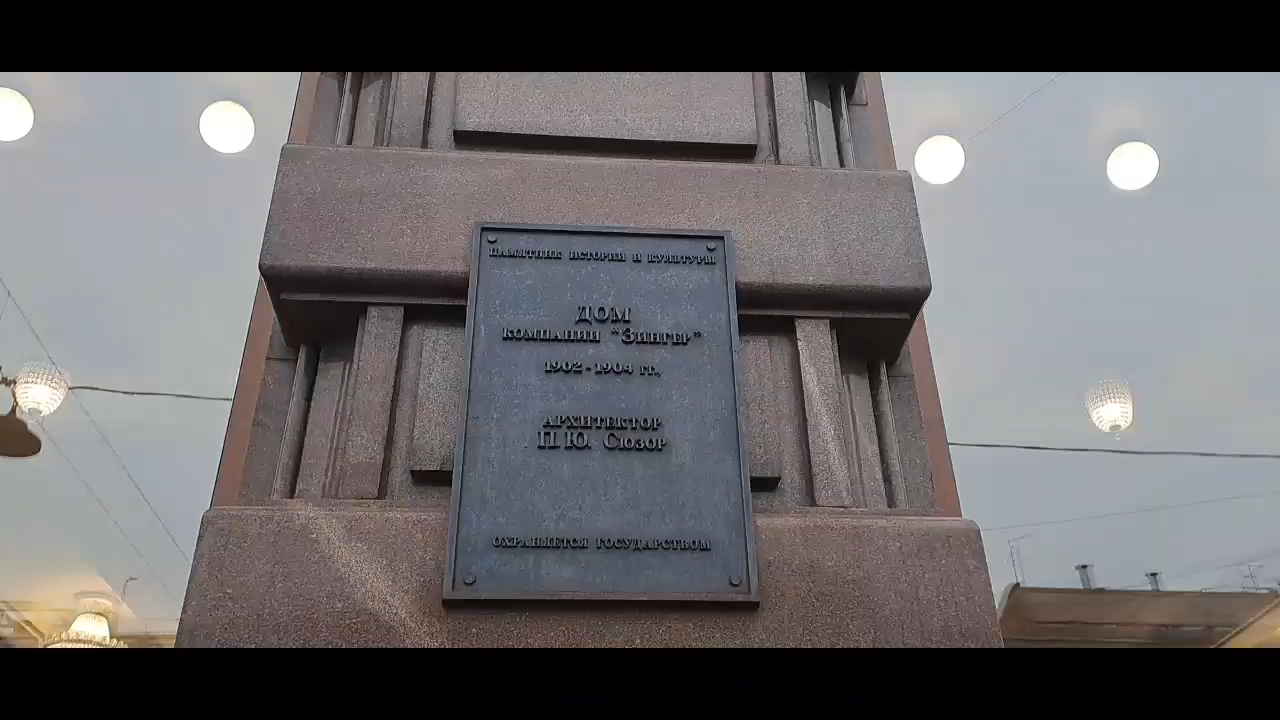 ПАМЯТНИК ИСТОРИИ И КУЛЬТУРЫ
ДОМ
КОМПАНИИ "ЗИНГЕР"
1902-1904 гг.,
АРХИТЕКТОР
П. Ю. Сюзор
ОХРАНЯЕТСЯ ГОСУДАРСТВОМ